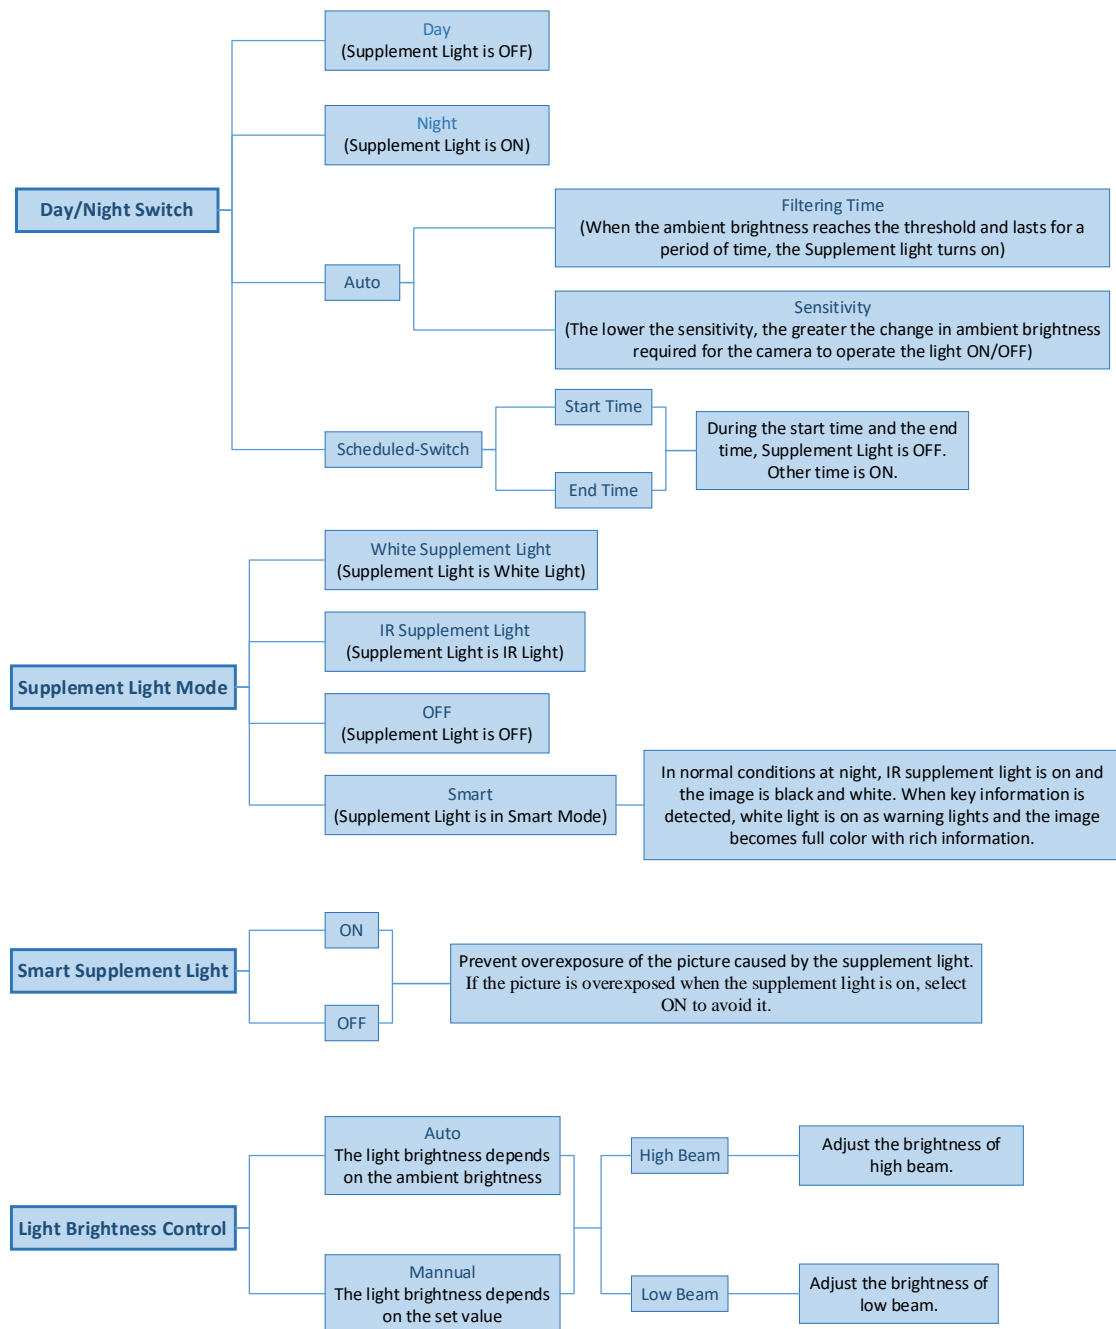 Day
(Supplement Light is OFF)
Night
(Supplement Light is ON)
Day/Night Switch
Filtering Time
(When the ambient brightness reaches the threshold and lasts for a
period of time, the Supplement light turns on)
Auto
Sensitivity
(The lower the sensitivity, the greater the change in ambient brightness
required for the camera to operate the light ON/OFF)
Start Time
Scheduled-Switch
During the start time and the end
time, Supplement Light is OFF.
Other time is ON.
End Time
White Supplement Light
(Supplement Light is White Light)
IR Supplement Light
(Supplement Light is IR Light)
Supplement Light Mode
OFF
(Supplement Light is OFF)
Smart
(Supplement Light is in Smart Mode)
In normal conditions at night, IR supplement light is on and
the image is black and white. When key information is
detected, white light is on as warning lights and the image
becomes full color with rich information.
ON
Smart Supplement Light
Prevent overexposure of the picture caused by the supplement light.
If the picture is overexposed when the supplement light is on, select
ON to avoid it.
OFF
Auto
The light brightness depends
on the ambient brightness
High Beam
Adjust the brightness of
high beam.
Light Brightness Control
Mannual
The light brightness depends
on the set value
Low Beam
Adjust the brightness of
low beam.